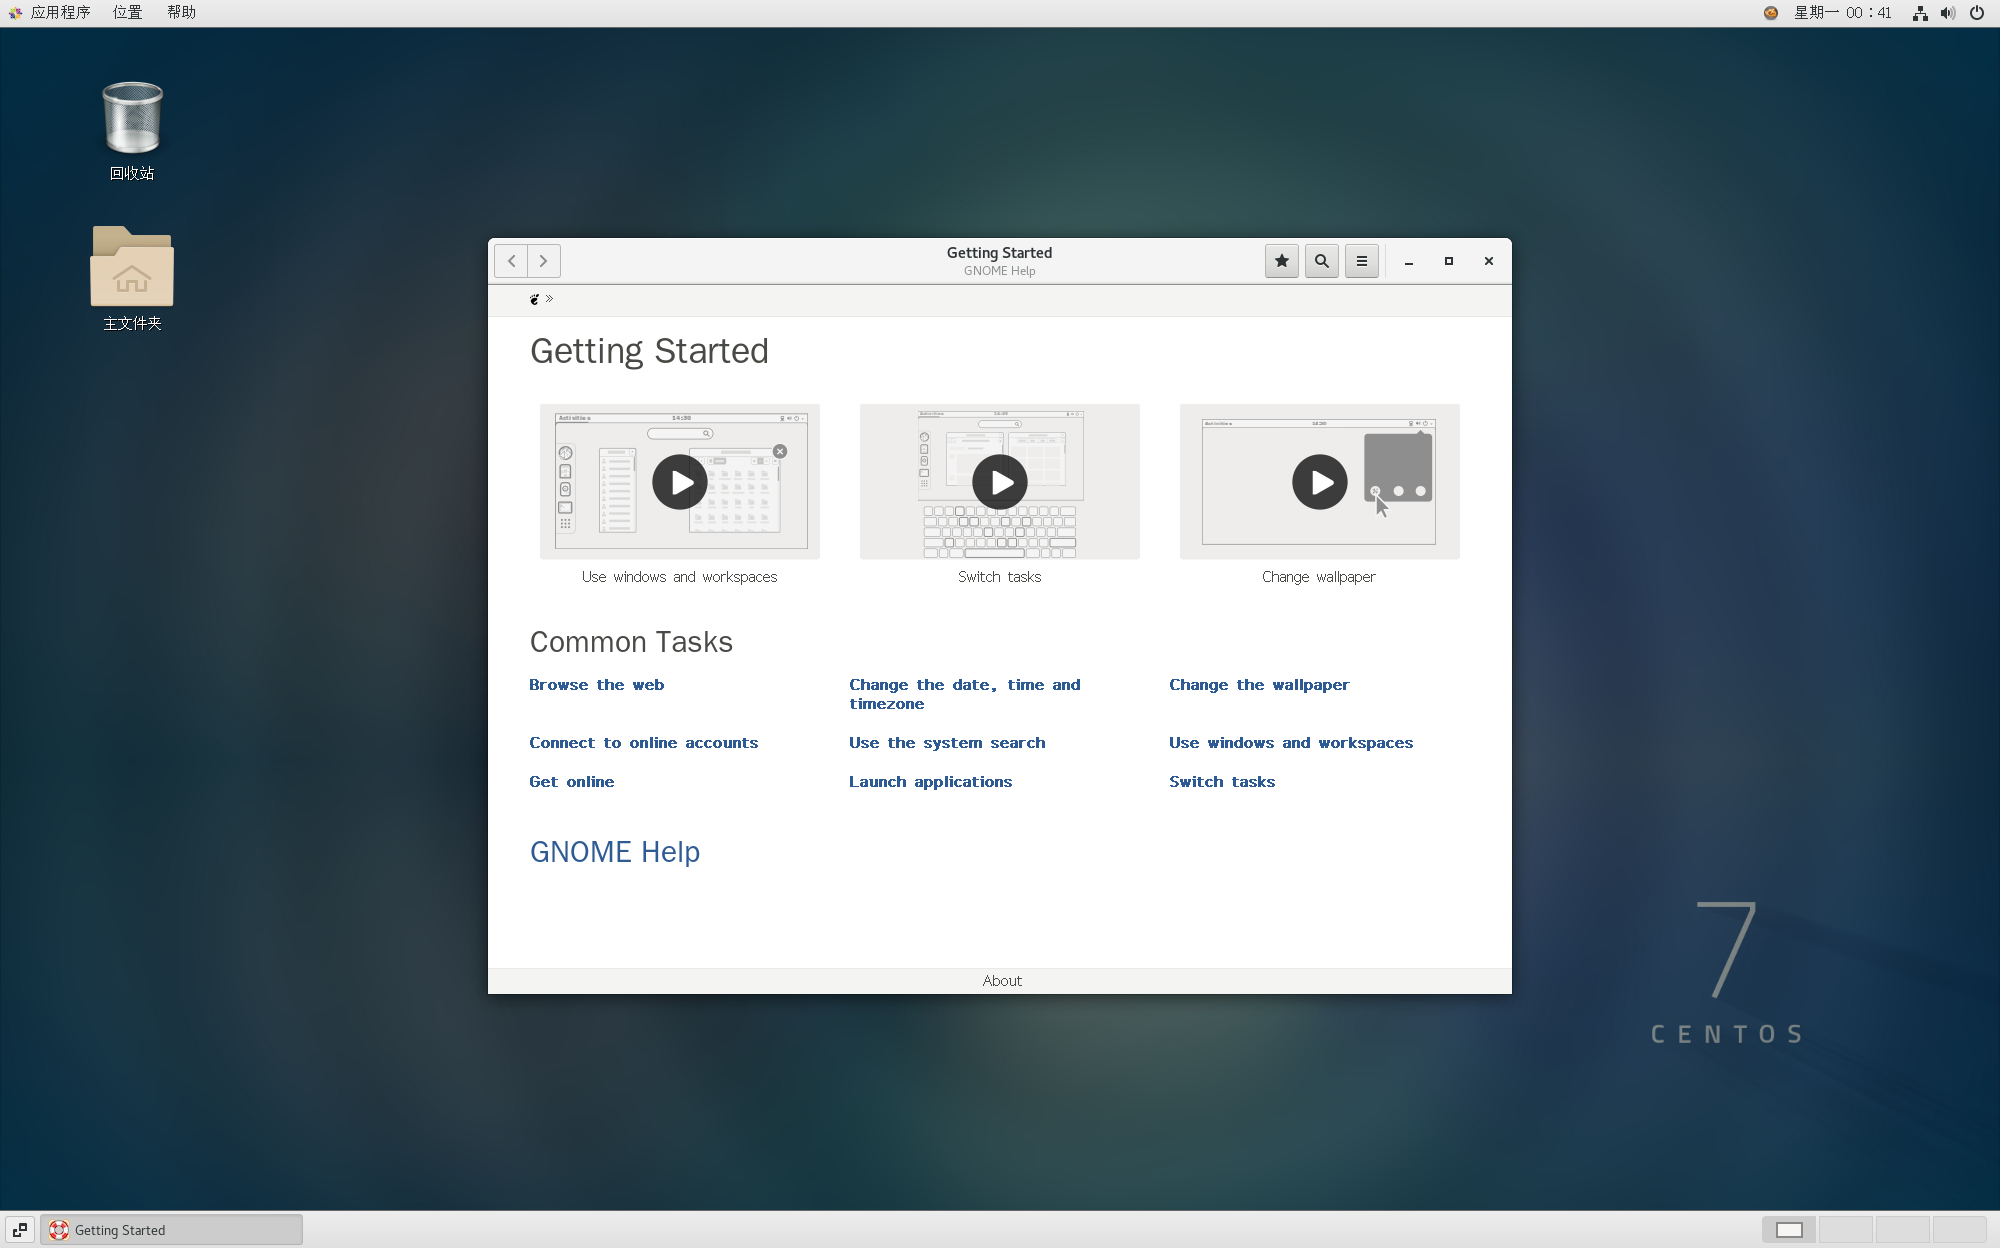 应用程序 位置 帮助 星期一 00：41
回收站
主文件夹
Getting Started
GNOME Help
Getting Started
Activities 14:30
Use windows and workspaces Switch tasks Change wallpaper
Common Tasks
Browse the web Change the date, time and timezone Change the wallpaper
Connect to online accounts Use the system search Use windows and workspaces
Get online Launch applications Switch tasks
GNOME Help
About
7
CENTOS
Getting Started